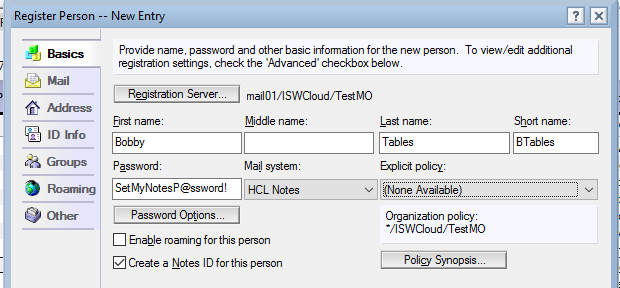 Register Person -- New Entry
Basics
Mail
Address
ID Info
Groups
Roaming
Other
Provide name, password and other basic information for the new person. To view/edit additional
registration settings, check the 'Advanced' checkbox below.
Registration Server... mail01/ISWCloud/TestMO
First name: Middle name: Last name: Short name:
Bobby Tables BTables
Password: Mail system: Explicit policy:
SetMyNotesP@ssword! HCL Notes (None Available)
Password Options...
Organization policy:
*/ISWCloud/TestMO
Enable roaming for this person
Create a Notes ID for this person
Policy Synopsis...